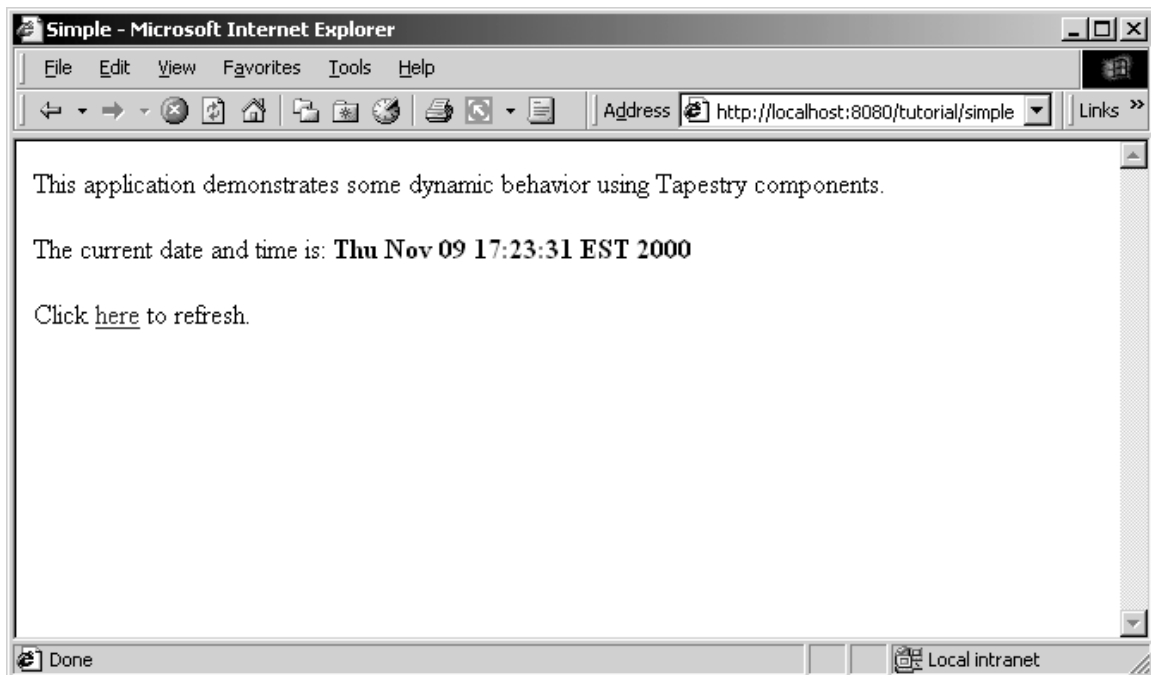 Simple - Microsoft Internet Explorer
File Edit View Favorites Tools Help
Address http://localhost:8080/tutorial/simple Links »
This application demonstrates some dynamic behavior using Tapestry components.
The current date and time is: Thu Nov 09 17:23:31 EST 2000
Click here to refresh.
Done Local intranet